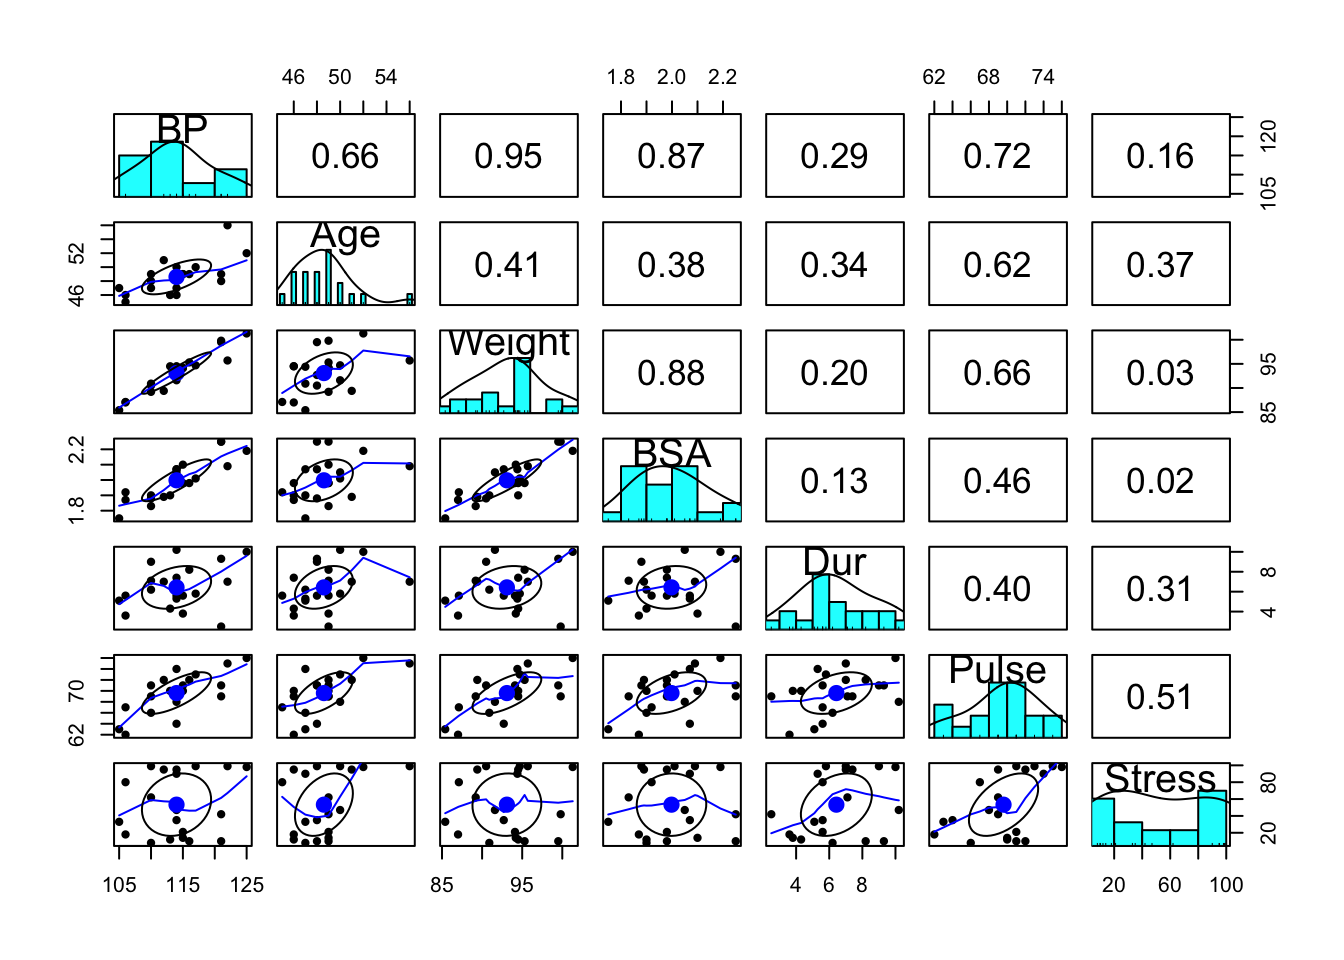 46 50 54 1.8 2.0 2.2 62 68 74
BP 0.66 0.95 0.87 0.29 0.72 0.16 105 120
46 52 Age 0.41 0.38 0.34 0.62 0.37
Weight 0.88 0.20 0.66 0.03 85 95
1.8 2.2 BSA 0.13 0.46 0.02
Dur 0.40 0.31 4 8
62 70 Pulse 0.51
Stress 20 80
105 115 125 85 95 4 6 8 20 60 100